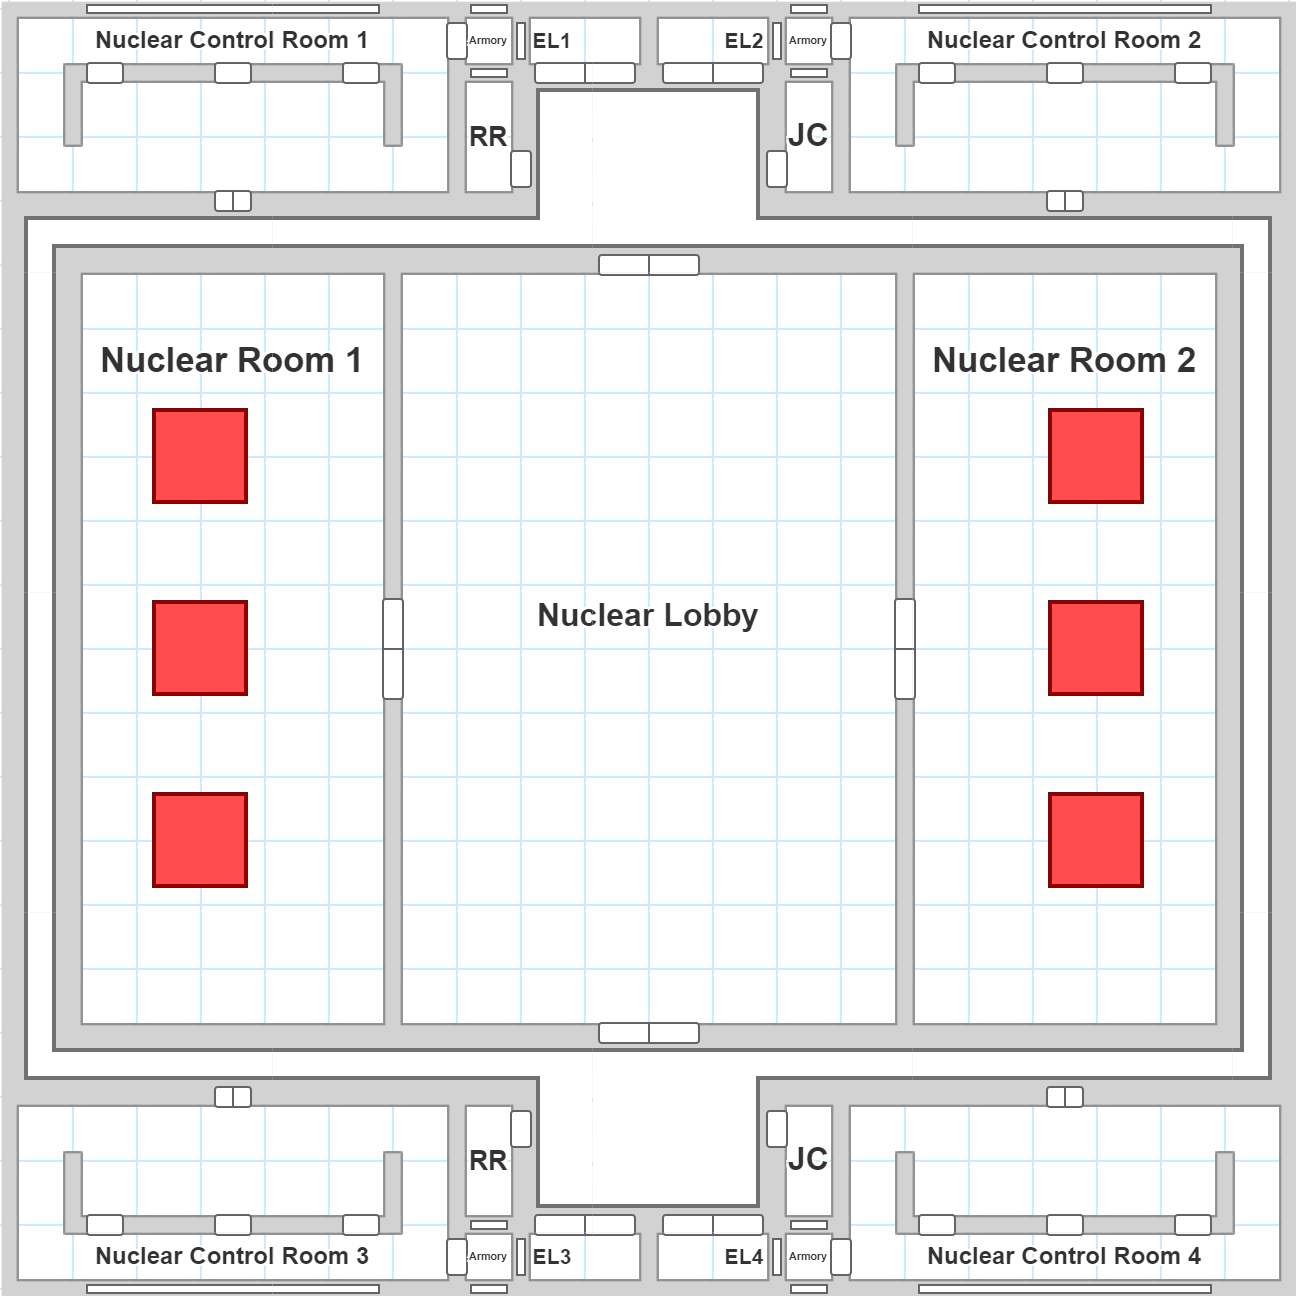 Nuclear Control Room 1
Armory
EL1
EL2
Armory
Nuclear Control Room 2
RR
JC
Nuclear Room 1
Nuclear Room 2
Nuclear Lobby
RR
JC
Nuclear Control Room 3
Armory
EL3
EL4
Armory
Nuclear Control Room 4